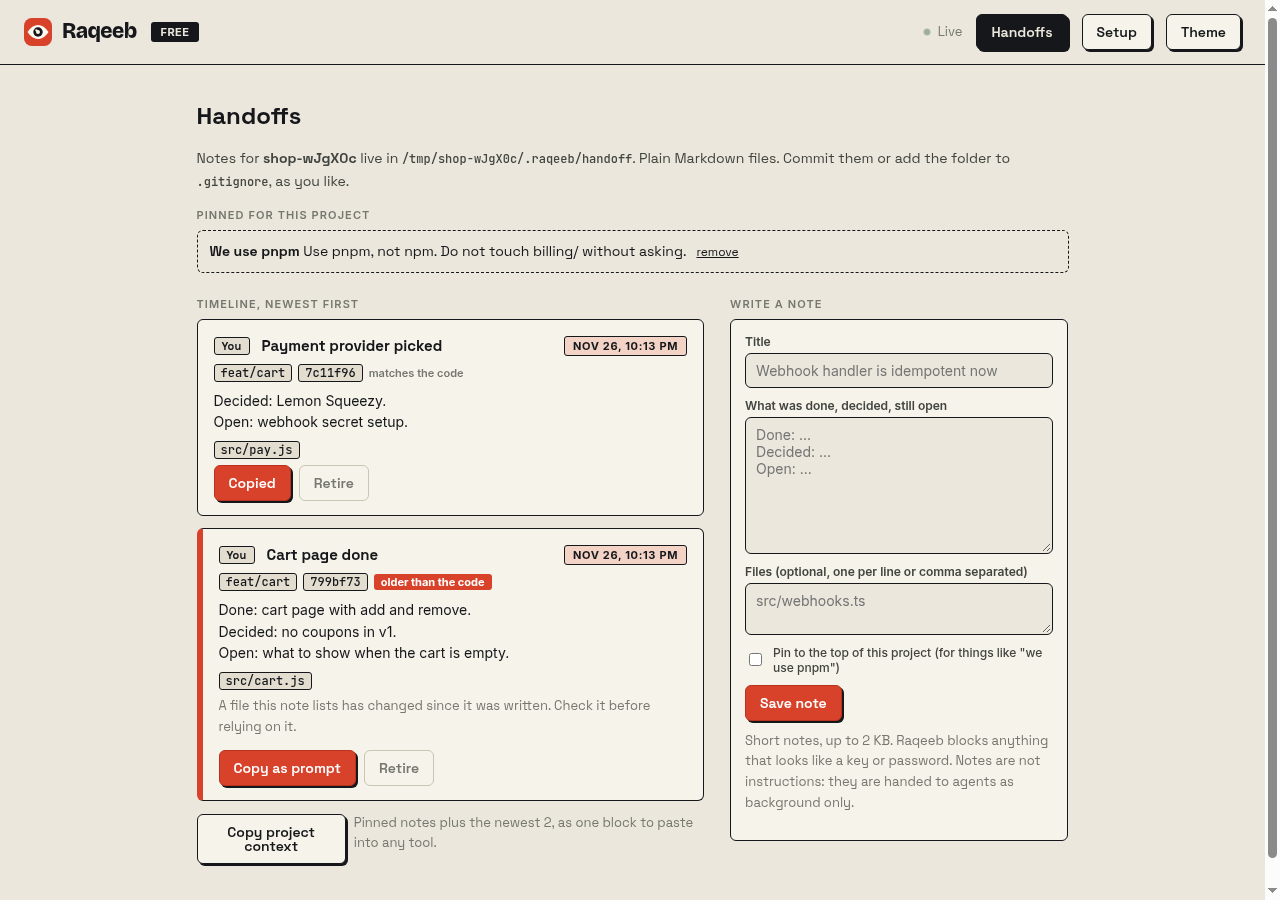 Raqeeb FREE
Live Handoffs Setup Theme
Handoffs
Notes for shop-wJgX0c live in /tmp/shop-wJgX0c/.raqeeb/handoff. Plain Markdown files. Commit them or add the folder to
.gitignore, as you like.
PINNED FOR THIS PROJECT
We use pnpm Use pnpm, not npm. Do not touch billing/ without asking. remove
TIMELINE, NEWEST FIRST
You Payment provider picked NOV 26, 10:13 PM
feat/cart 7c11f96 matches the code
Decided: Lemon Squeezy.
Open: webhook secret setup.
src/pay.js
Copied Retire
You Cart page done NOV 26, 10:13 PM
feat/cart 799bf73 older than the code
Done: cart page with add and remove.
Decided: no coupons in v1.
Open: what to show when the cart is empty.
src/cart.js
A file this note lists has changed since it was written. Check it before
relying on it.
Copy as prompt Retire
Copy project
context
Pinned notes plus the newest 2, as one block to paste
into any tool.
WRITE A NOTE
Title
Webhook handler is idempotent now
What was done, decided, still open
Done: ...
Decided: ...
Open: ...
Files (optional, one per line or comma separated)
src/webhooks.ts
Pin to the top of this project (for things like "we
use pnpm")
Save note
Short notes, up to 2 KB. Raqeeb blocks anything
that looks like a key or password. Notes are not
instructions: they are handed to agents as
background only.